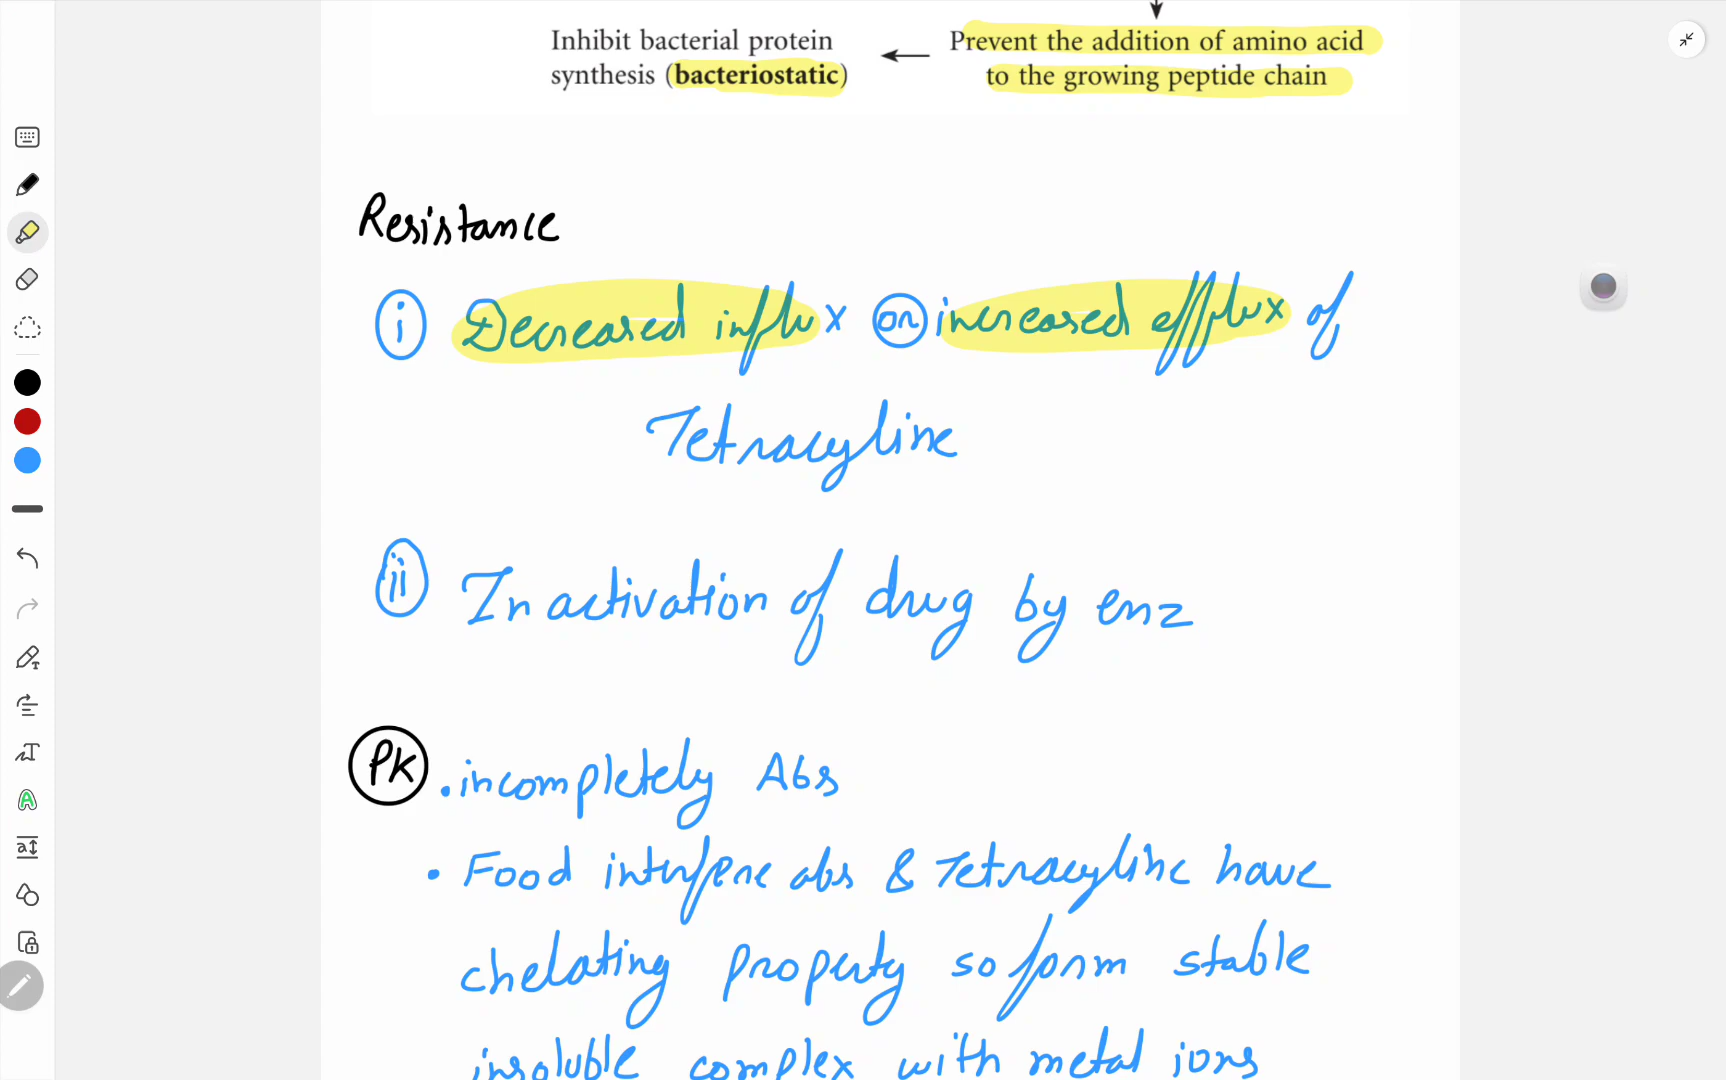 Inhibit bacterial protein
synthesis (bacteriostatic)
Prevent the addition of amino acid
to the growing peptide chain
Resistance
i Decreased influx or increased efflux of
Tetracyline
ii Inactivation of drug by enz
PK . incompletely Abs
• Food interfere abs & Tetracyline have
chelating property so form stable
insoluble complex with metal ions